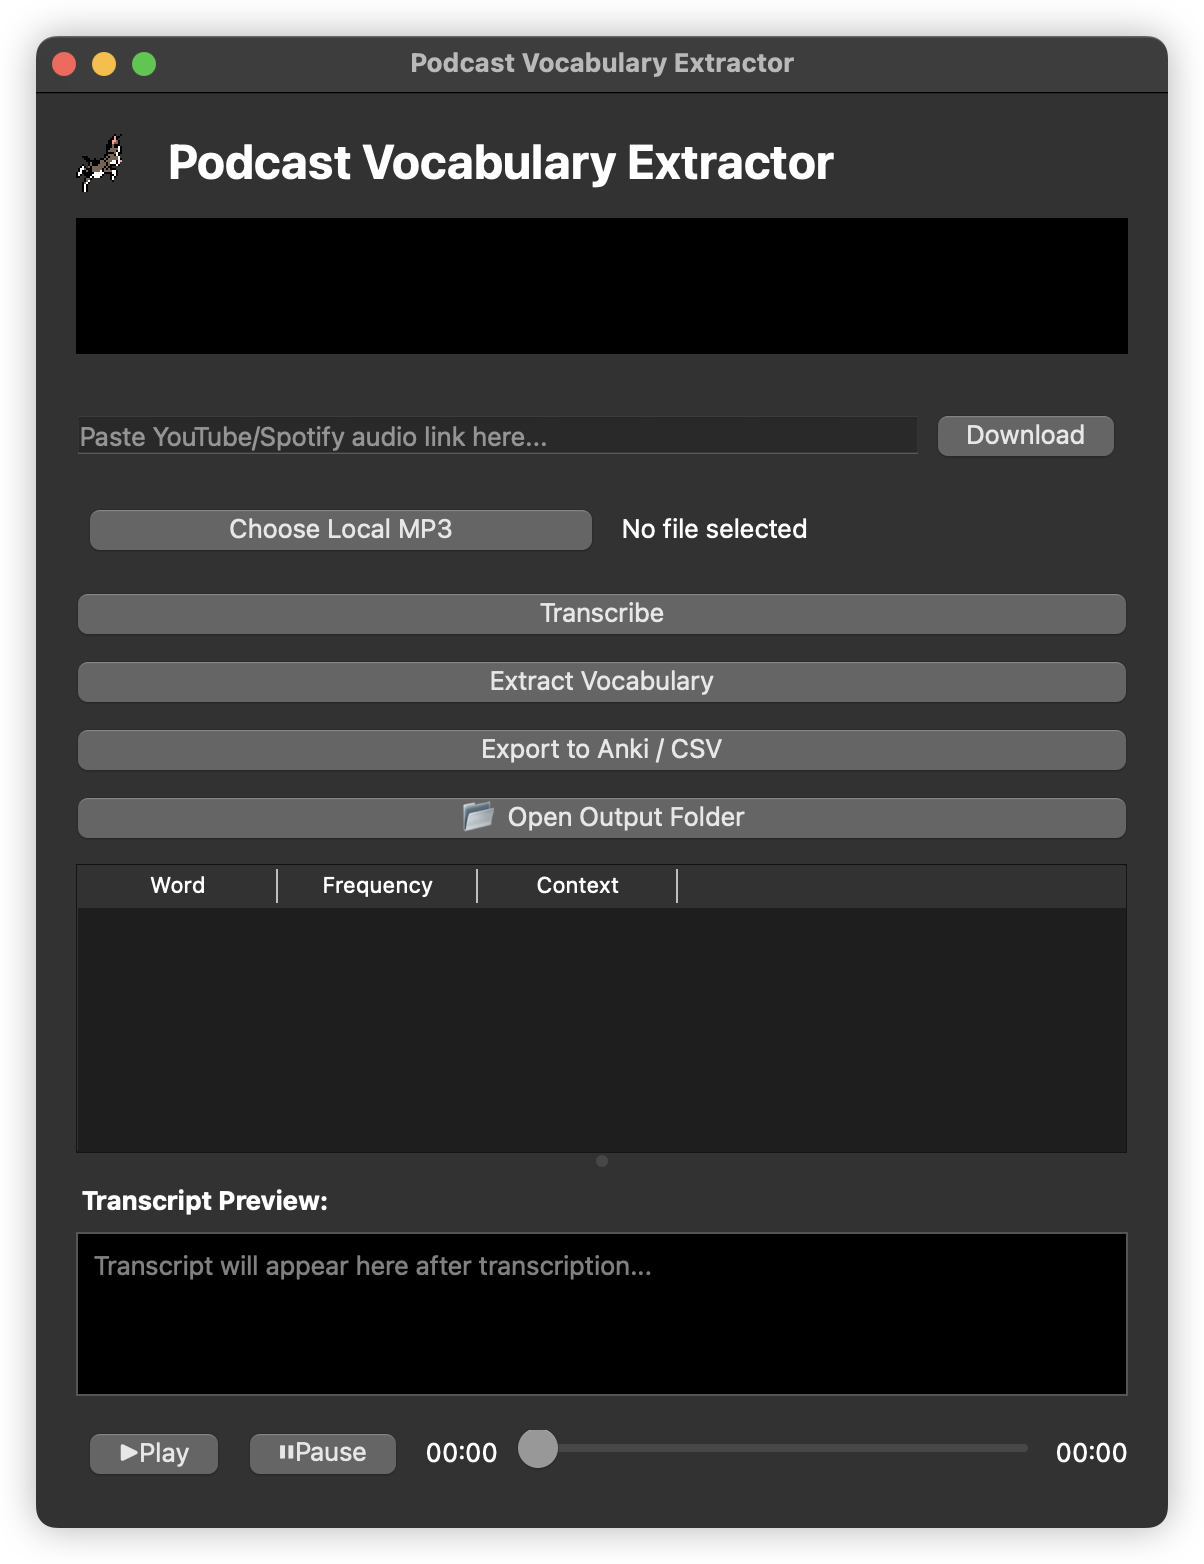 Podcast Vocabulary Extractor
Podcast Vocabulary Extractor
Paste YouTube/Spotify audio link here...
Download
Choose Local MP3
No file selected
Transcribe
Extract Vocabulary
Export to Anki / CSV
Open Output Folder
Word Frequency Context
Transcript Preview:
Transcript will appear here after transcription...
Play
Pause
00:00
00:00